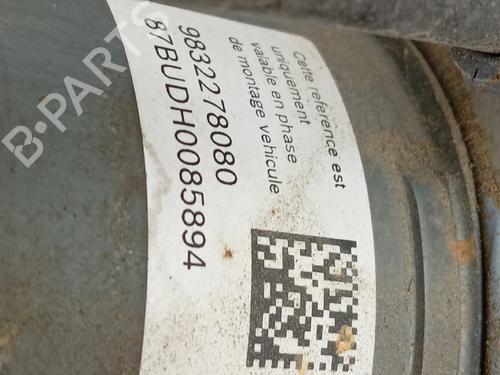 Cette reference est
uniquement
valable en phase
de montage vehicule
9832278080
87BUDH0085894
B-PARTS